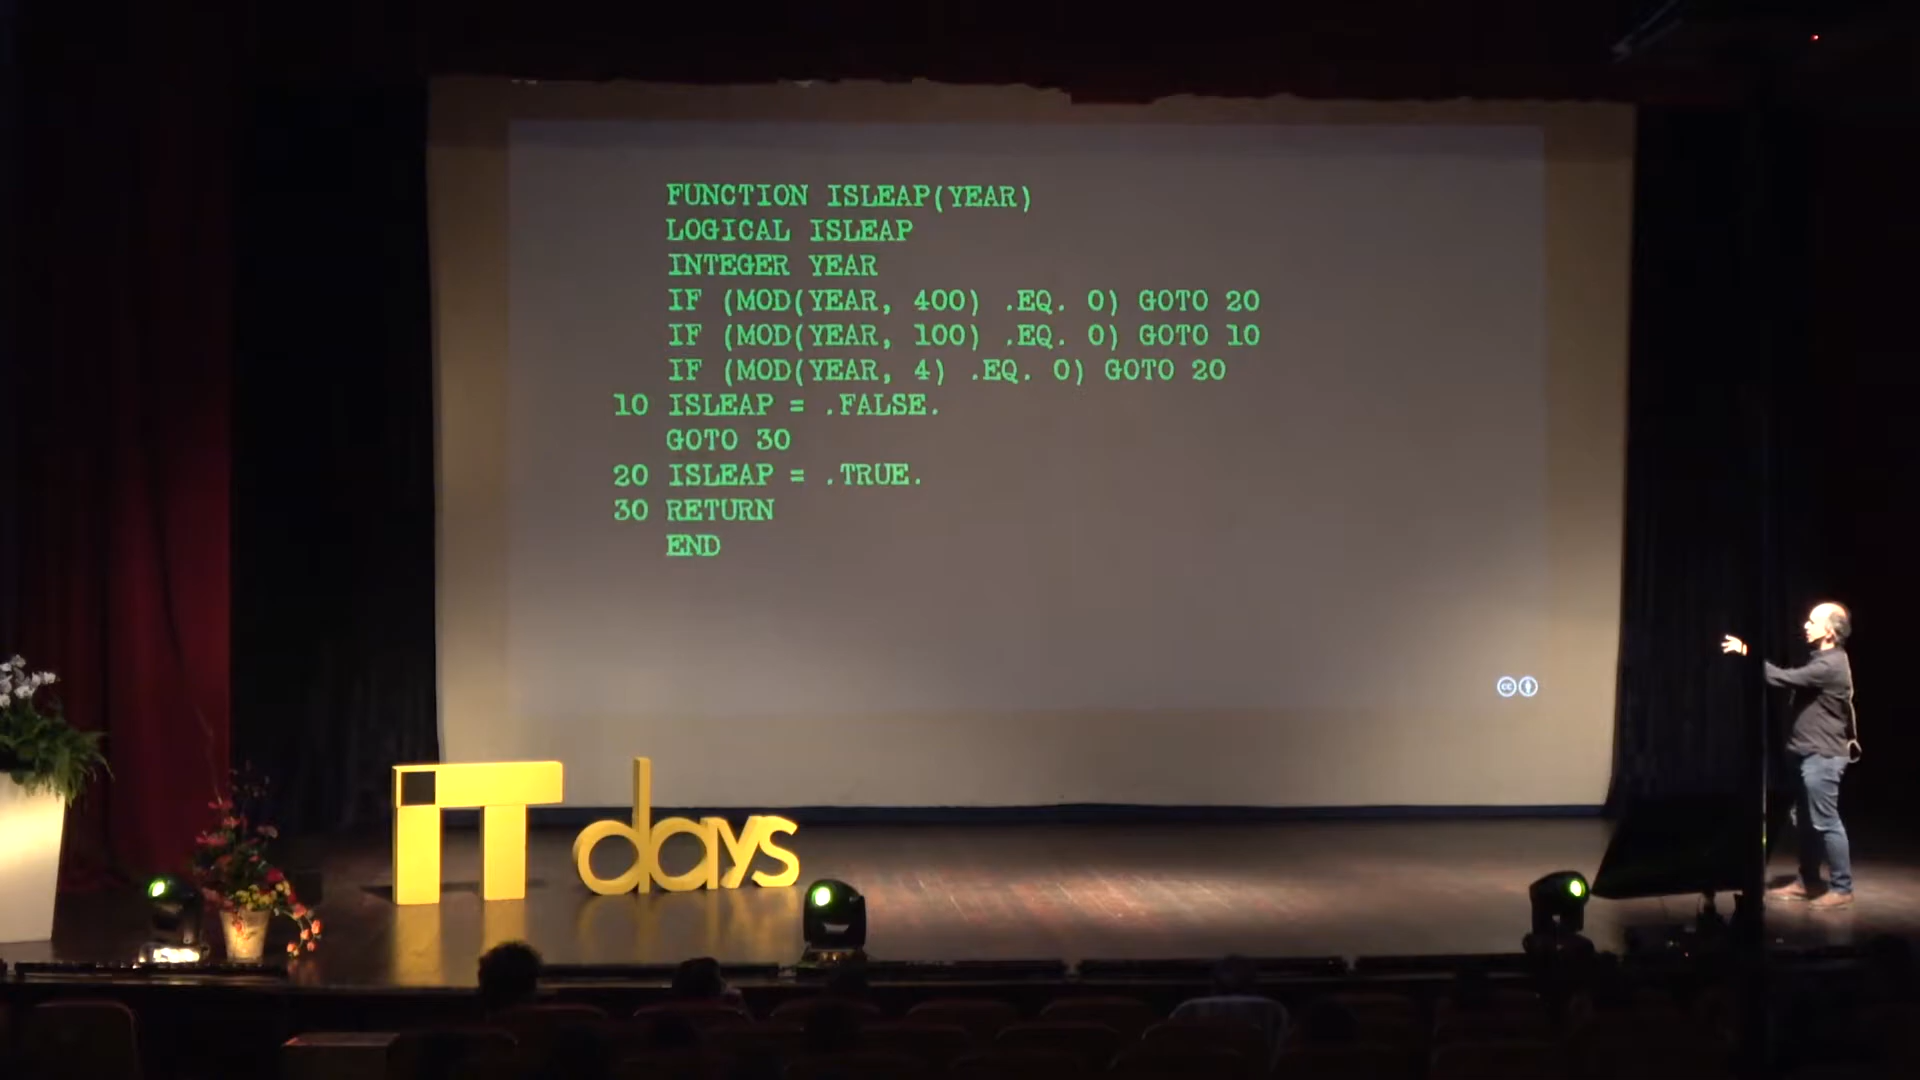 FUNCTION ISLEAP(YEAR)
LOGICAL ISLEAP
INTEGER YEAR
IF (MOD(YEAR, 400) .EQ. 0) GOTO 20
IF (MOD(YEAR, 100) .EQ. 0) GOTO 10
IF (MOD(YEAR, 4) .EQ. 0) GOTO 20
10 ISLEAP = .FALSE.
GOTO 30
20 ISLEAP = .TRUE.
30 RETURN
END
cc
iT days